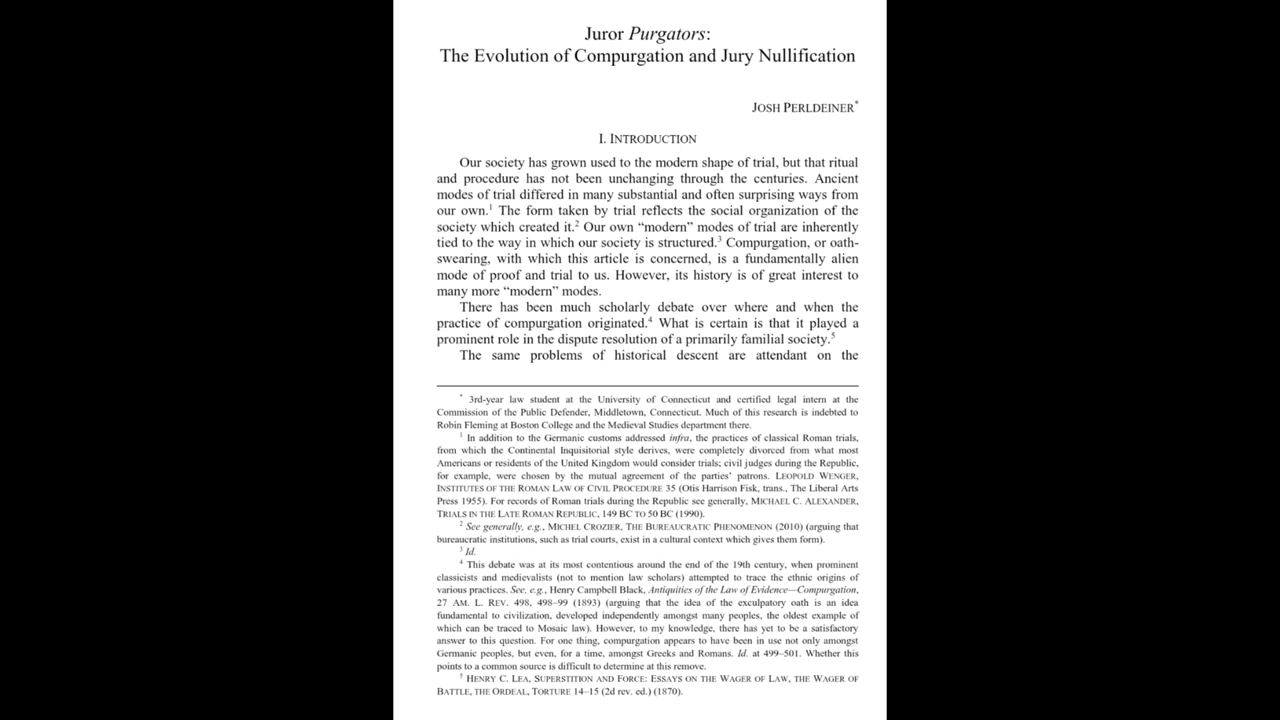 Juror Purgators:
The Evolution of Compurgation and Jury Nullification
JOSH PERLDEINER*
I. INTRODUCTION
Our society has grown used to the modern shape of trial, but that ritual
and procedure has not been unchanging through the centuries. Ancient
modes of trial differed in many substantial and often surprising ways from
our own.1 The form taken by trial reflects the social organization of the
society which created it.2 Our own “modern” modes of trial are inherently
tied to the way in which our society is structured.3 Compurgation, or oath-
swearing, with which this article is concerned, is a fundamentally alien
mode of proof and trial to us. However, its history is of great interest to
many more “modern” modes.
There has been much scholarly debate over where and when the
practice of compurgation originated.4 What is certain is that it played a
prominent role in the dispute resolution of a primarily familial society.5
The same problems of historical descent are attendant on the
* 3rd-year law student at the University of Connecticut and certified legal intern at the
Commission of the Public Defender, Middletown, Connecticut. Much of this research is indebted to
Robin Fleming at Boston College and the Medieval Studies department there.
1 In addition to the Germanic customs addressed infra, the practices of classical Roman trials,
from which the Continental Inquisitorial style derives, were completely divorced from what most
Americans or residents of the United Kingdom would consider trials; civil judges during the Republic,
for example, were chosen by the mutual agreement of the parties’ patrons. LEOPOLD WENGER,
INSTITUTES OF THE ROMAN LAW OF CIVIL PROCEDURE 35 (Otis Harrison Fisk, trans., The Liberal Arts
Press 1955). For records of Roman trials during the Republic see generally, MICHAEL C. ALEXANDER,
TRIALS IN THE LATE ROMAN REPUBLIC, 149 BC TO 50 BC (1990).
2 See generally, e.g., MICHEL CROZIER, THE BUREAUCRATIC PHENOMENON (2010) (arguing that
bureaucratic institutions, such as trial courts, exist in a cultural context which gives them form).
3 Id.
4 This debate was at its most contentious around the end of the 19th century, when prominent
classicists and medievalists (not to mention law scholars) attempted to trace the ethnic origins of
various practices. See, e.g., Henry Campbell Black, Antiquities of the Law of Evidence—Compurgation,
27 AM. L. REV. 498, 498–99 (1893) (arguing that the idea of the exculpatory oath is an idea
fundamental to civilization, developed independently amongst many peoples, the oldest example of
which can be traced to Mosaic law). However, to my knowledge, there has yet to be a satisfactory
answer to this question. For one thing, compurgation appears to have been in use not only amongst
Germanic peoples, but even, for a time, amongst Greeks and Romans. Id. at 499–501. Whether this
points to a common source is difficult to determine at this remove.
5 HENRY C. LEA, SUPERSTITION AND FORCE: ESSAYS ON THE WAGER OF LAW, THE WAGER OF
BATTLE, THE ORDEAL, TORTURE 14–15 (2d rev. ed.) (1870).